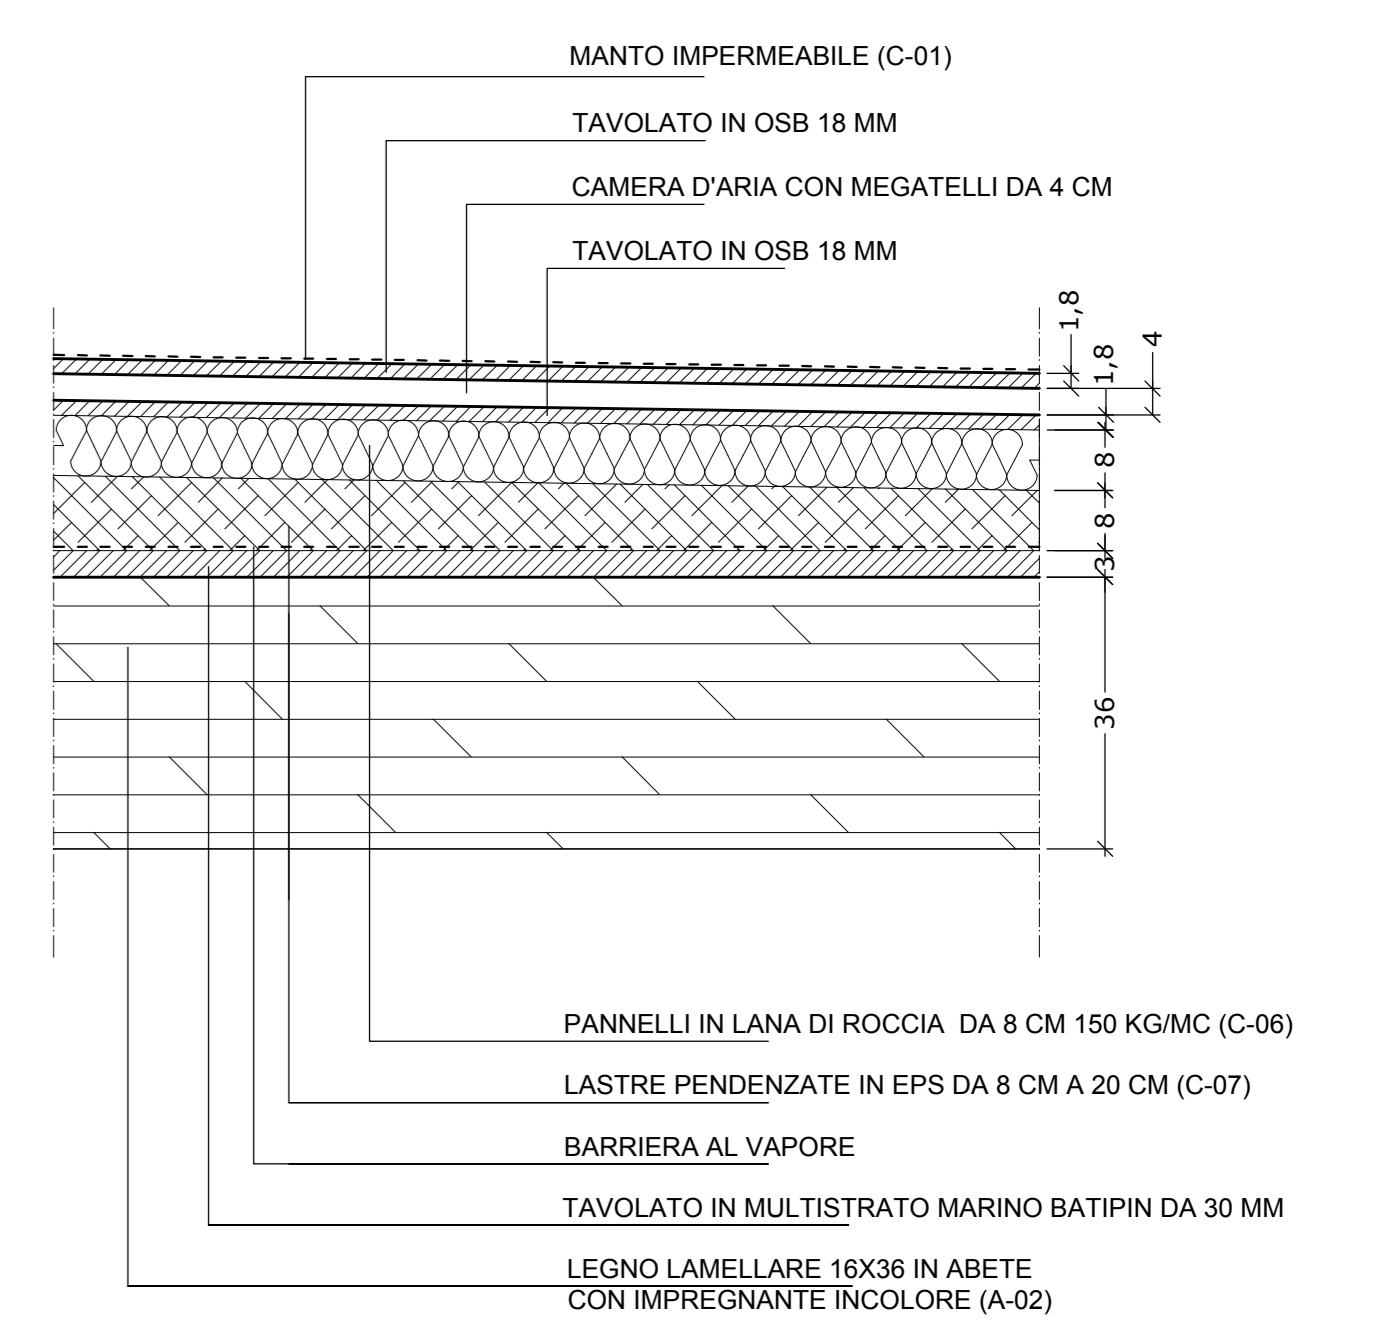 MANTO IMPERMEABILE (C-01)
TAVOLATO IN OSB 18 MM
CAMERA D'ARIA CON MEGATELLI DA 4 CM
TAVOLATO IN OSB 18 MM
1,8
4
1,8
8
8
3
36
PANNELLI IN LANA DI ROCCIA  DA 8 CM 150 KG/MC (C-06)
LASTRE PENDENZATE IN EPS DA 8 CM A 20 CM (C-07)
BARRIERA AL VAPORE
TAVOLATO IN MULTISTRATO MARINO BATIPIN DA 30 MM
LEGNO LAMELLARE 16X36 IN ABETE
CON IMPREGNANTE INCOLORE (A-02)